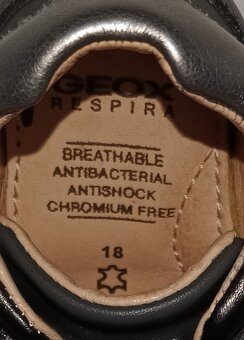 GEOX
RESPIRA
BREATHABLE
ANTIBACTERIAL
ANTISHOCK
CHROMIUM FREE
18